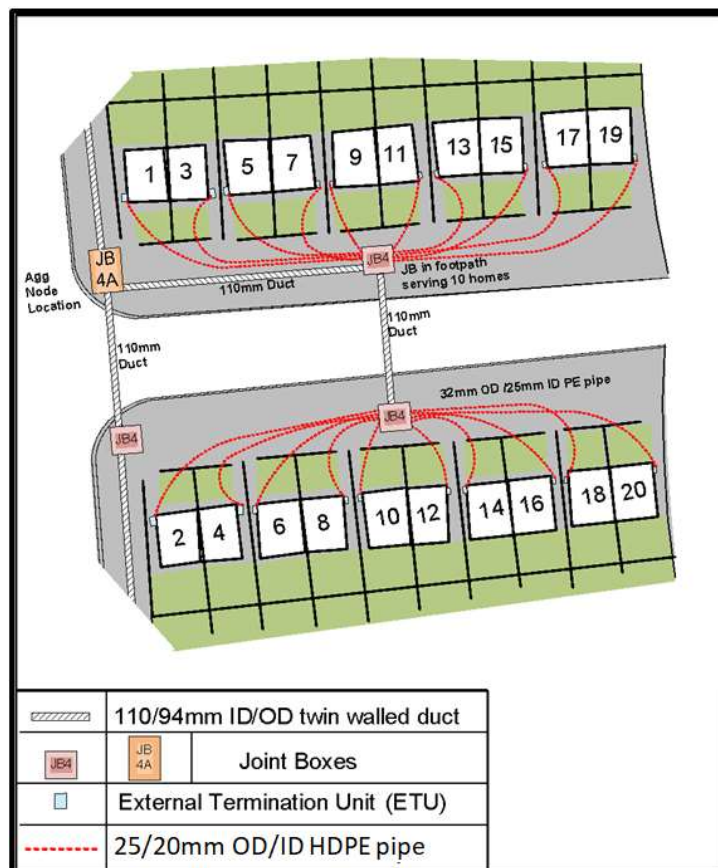 1 3 5 7 9 11 13 15 17 19
JB
4A
JB4
Agg
Node
Location
110mm Duct
JB in footpath
serving 10 homes
110mm
Duct
110mm
Duct
32mm OD /25mm ID PE pipe
JB4
JB4
2 4 6 8 10 12 14 16 18 20
110/94mm ID/OD twin walled duct
JB4
JB
4A
Joint Boxes
External Termination Unit (ETU)
25/20mm OD/ID HDPE pipe